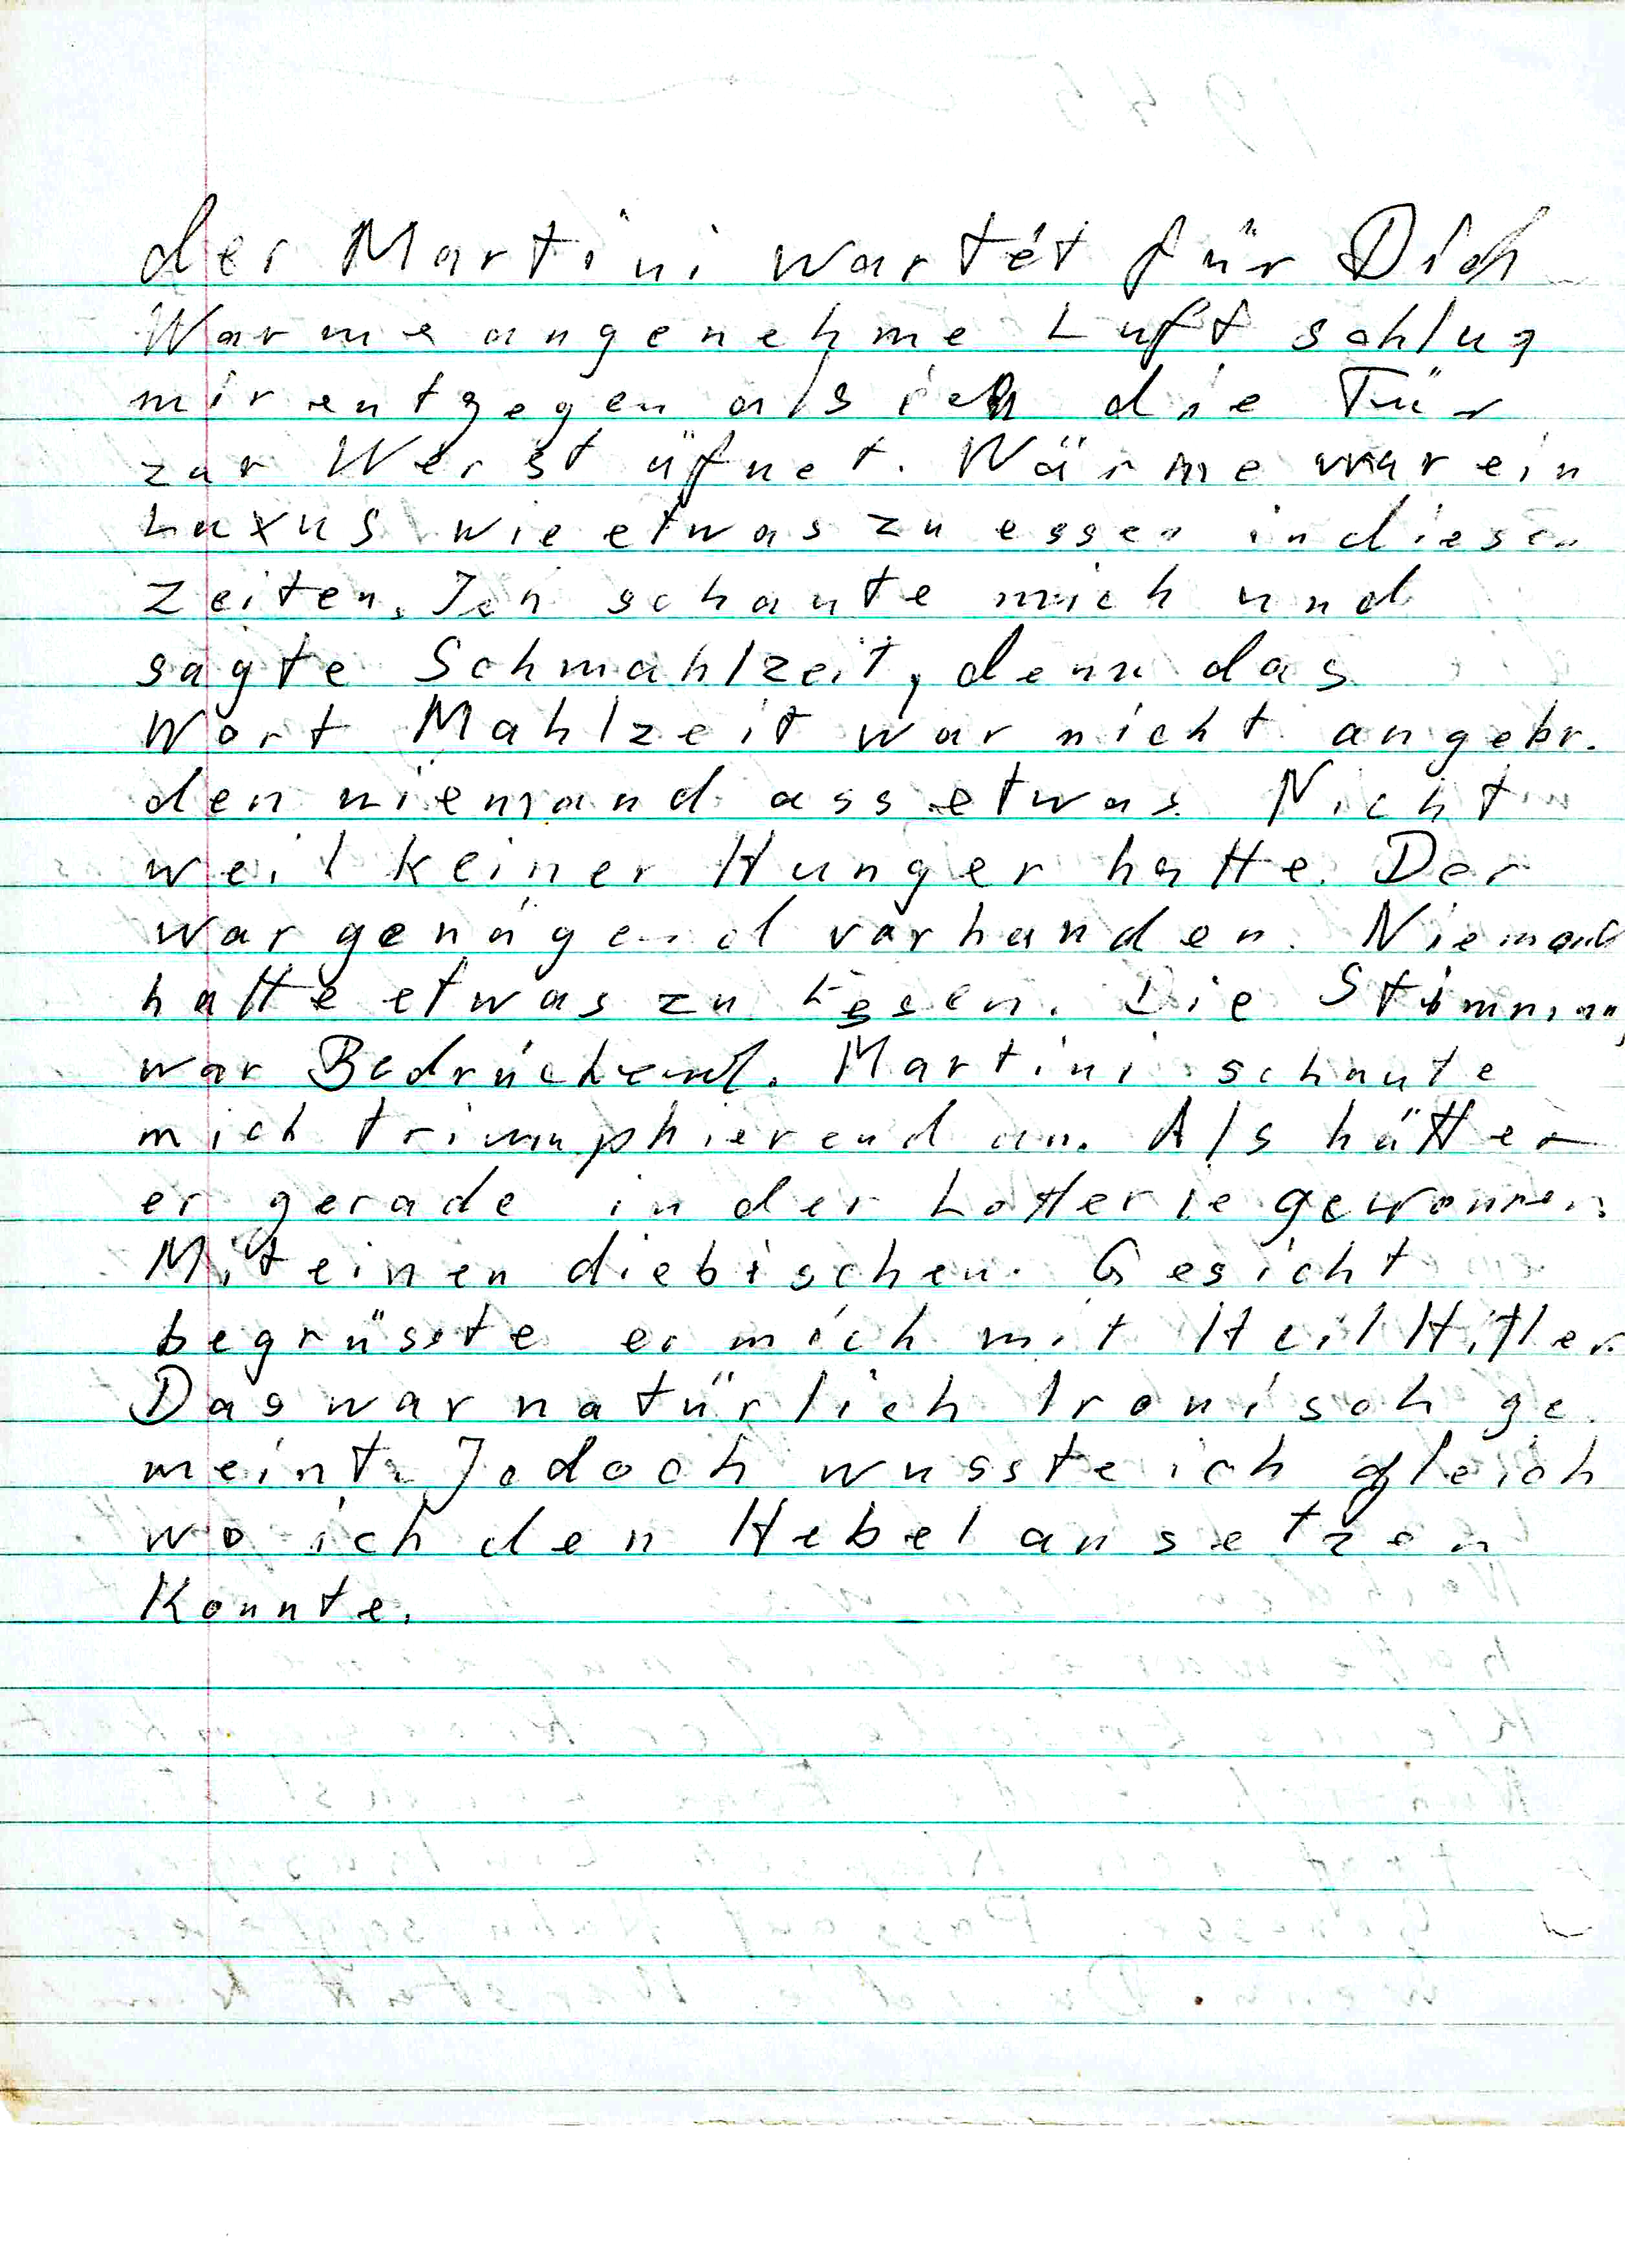 der Martini wartet für Dich
Warme angenehme Luft schlug
mir entgegen als ich die Tür
zur Werst üfnet. Wärme war ein
Luxus wie etwas zu essen in diesen
Zeiten. Ich schaute mich und
sagte Schmahlzeit, denn das
Wort Mahlzeit war nicht angebr.
den niemand ass etwas. Nicht
weil keiner Hunger hatte. Der
war genügend vorhanden. Niemand
hatte etwas zu Essen. Die Stimmung
war Bedrückend. Martini schaute
mich triumphierend an. Als hätte
er gerade in der Lotterie gewonnen.
Mit einen diebischen Gesicht
begrüsste er mich mit Heil Hitler.
Das war natürlich Ironisch ge.
meint. Jedoch wusste ich gleich
wo ich den Hebel ansetzen
Konnte.